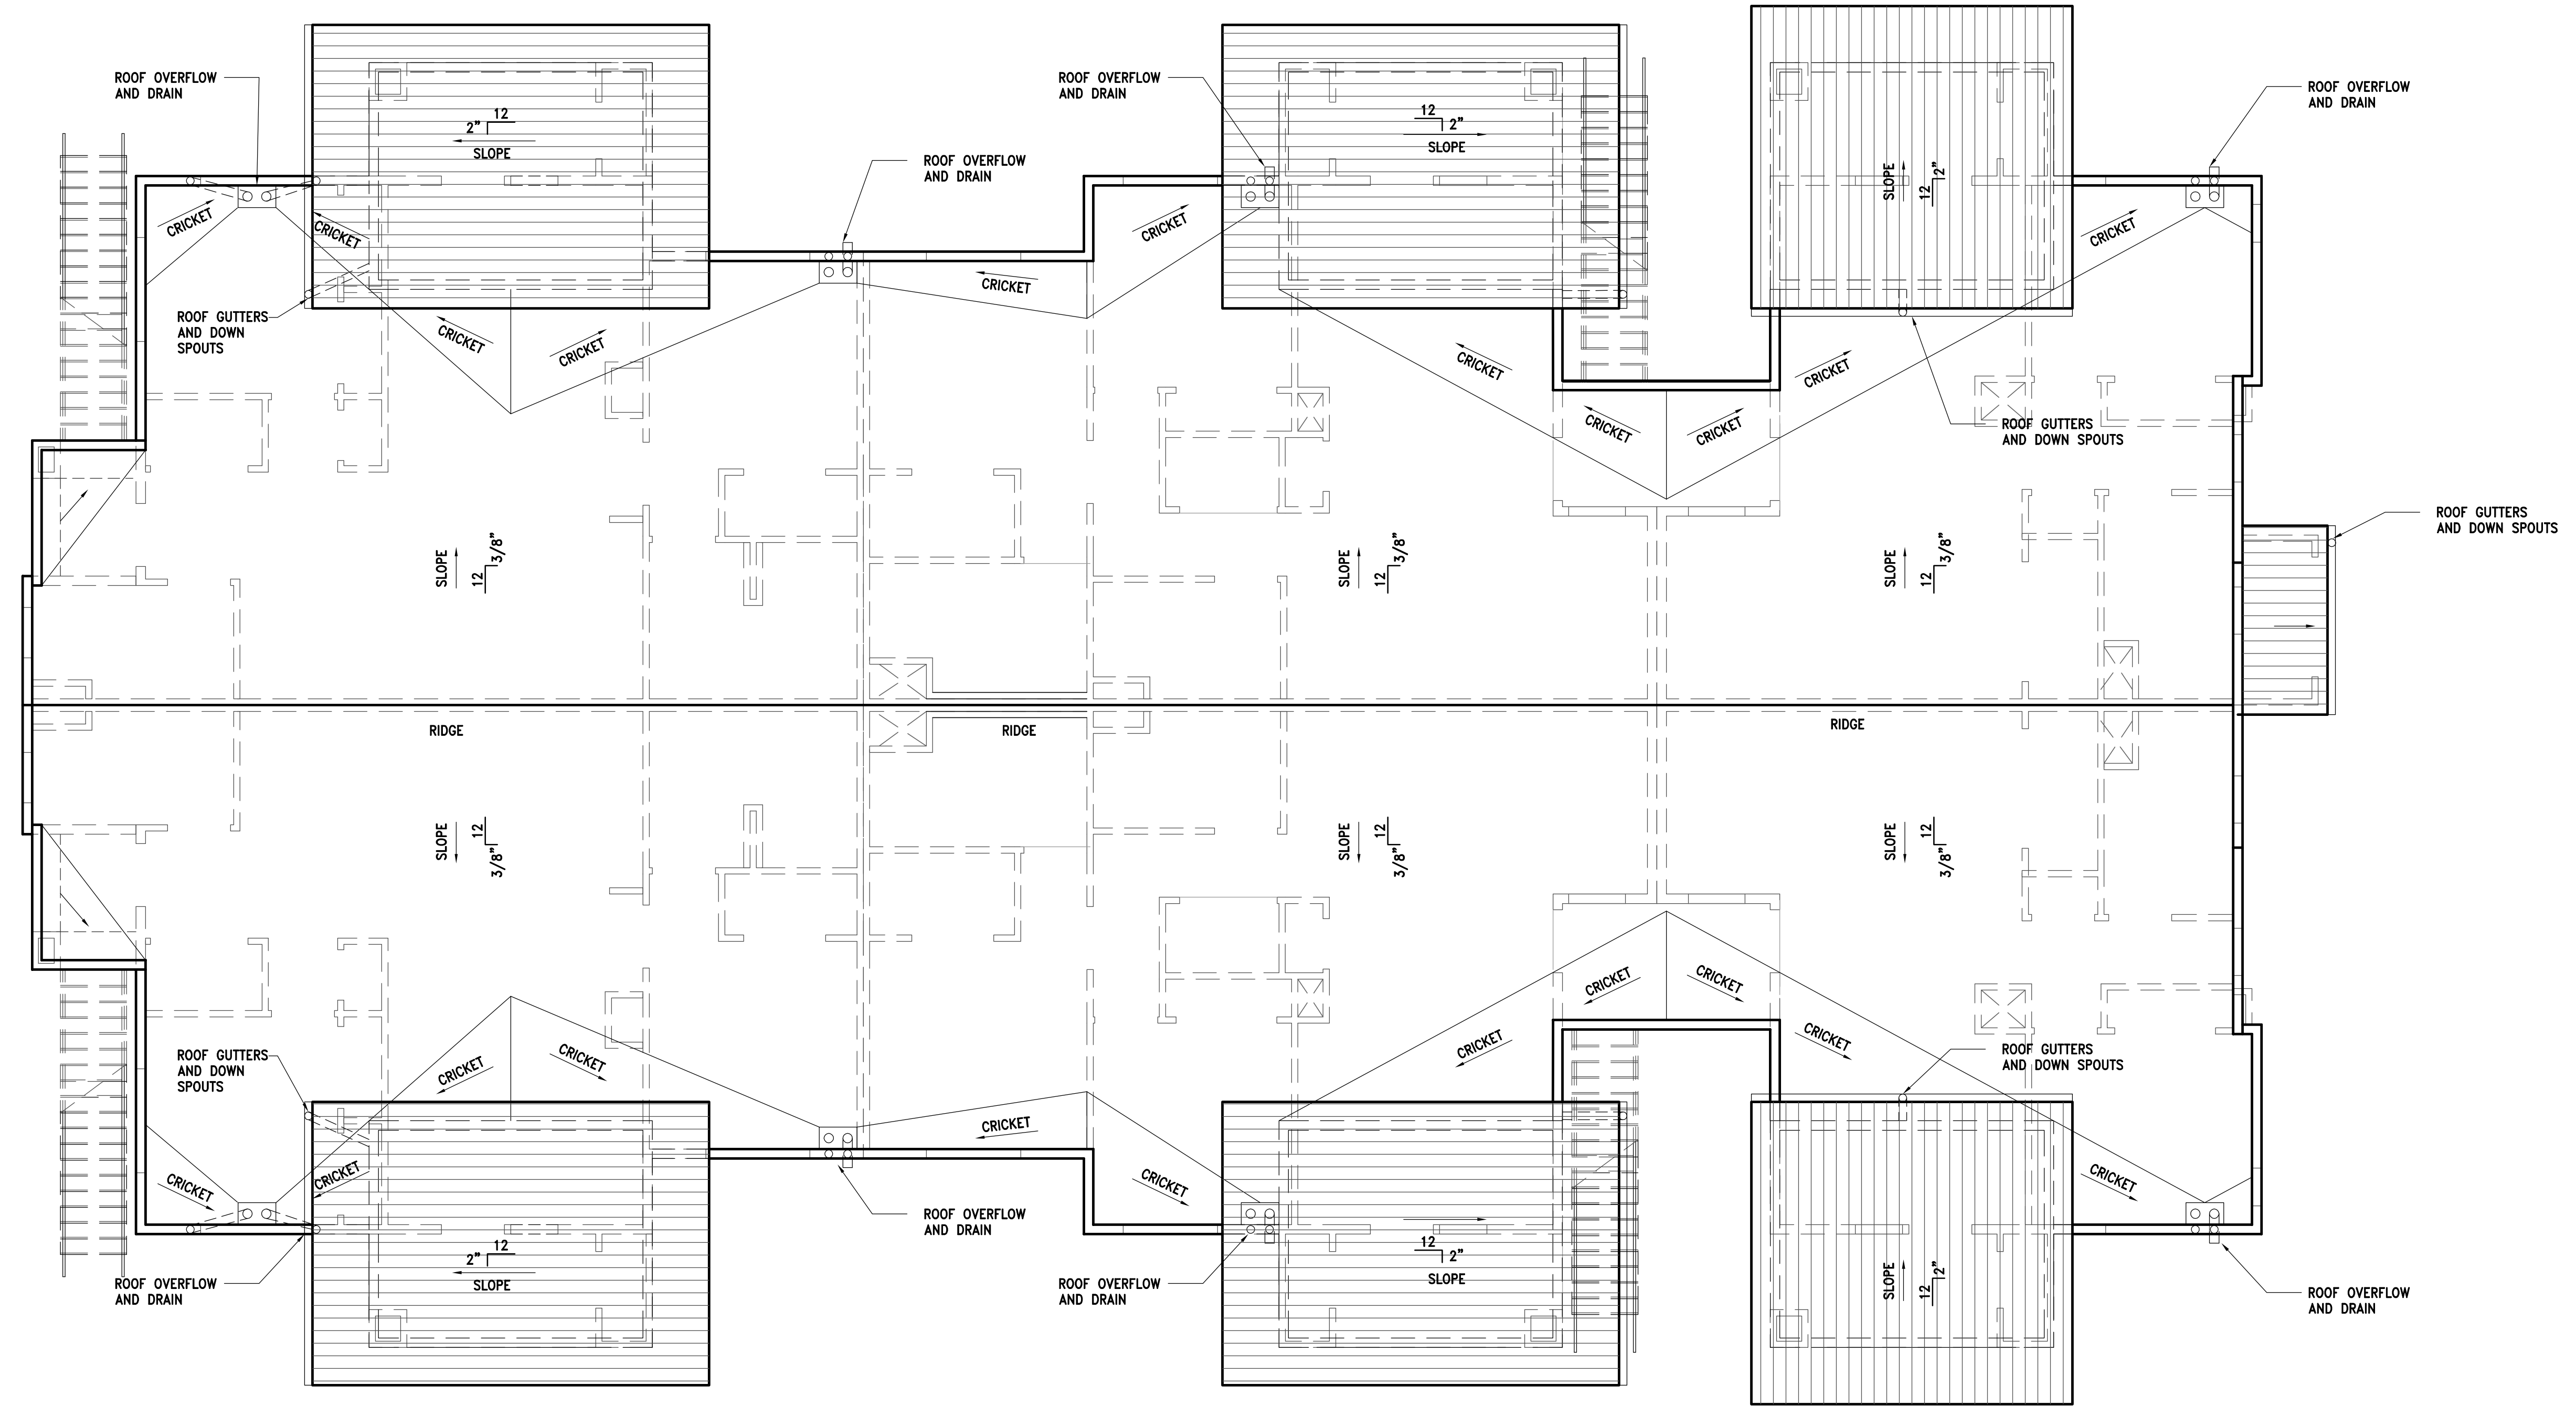 ROOF OVERFLOW
AND DRAIN
ROOF OVERFLOW
AND DRAIN
ROOF OVERFLOW
AND DRAIN
ROOF OVERFLOW
AND DRAIN
12
2"
SLOPE
12
2"
SLOPE
SLOPE
12
2"
CRICKET
CRICKET
CRICKET
CRICKET
CRICKET
ROOF GUTTERS
AND DOWN
SPOUTS
CRICKET
CRICKET
CRICKET
CRICKET
CRICKET
CRICKET
ROOF GUTTERS
AND DOWN SPOUTS
ROOF GUTTERS
AND DOWN SPOUTS
SLOPE
12
3/8"
SLOPE
12
3/8"
SLOPE
12
3/8"
RIDGE
RIDGE
RIDGE
SLOPE
12
3/8"
SLOPE
12
3/8"
SLOPE
12
3/8"
CRICKET
CRICKET
CRICKET
CRICKET
CRICKET
CRICKET
ROOF GUTTERS
AND DOWN
SPOUTS
ROOF GUTTERS
AND DOWN SPOUTS
CRICKET
CRICKET
CRICKET
CRICKET
CRICKET
ROOF OVERFLOW
AND DRAIN
12
2"
SLOPE
12
2"
SLOPE
SLOPE
12
2"
ROOF OVERFLOW
AND DRAIN
ROOF OVERFLOW
AND DRAIN
ROOF OVERFLOW
AND DRAIN